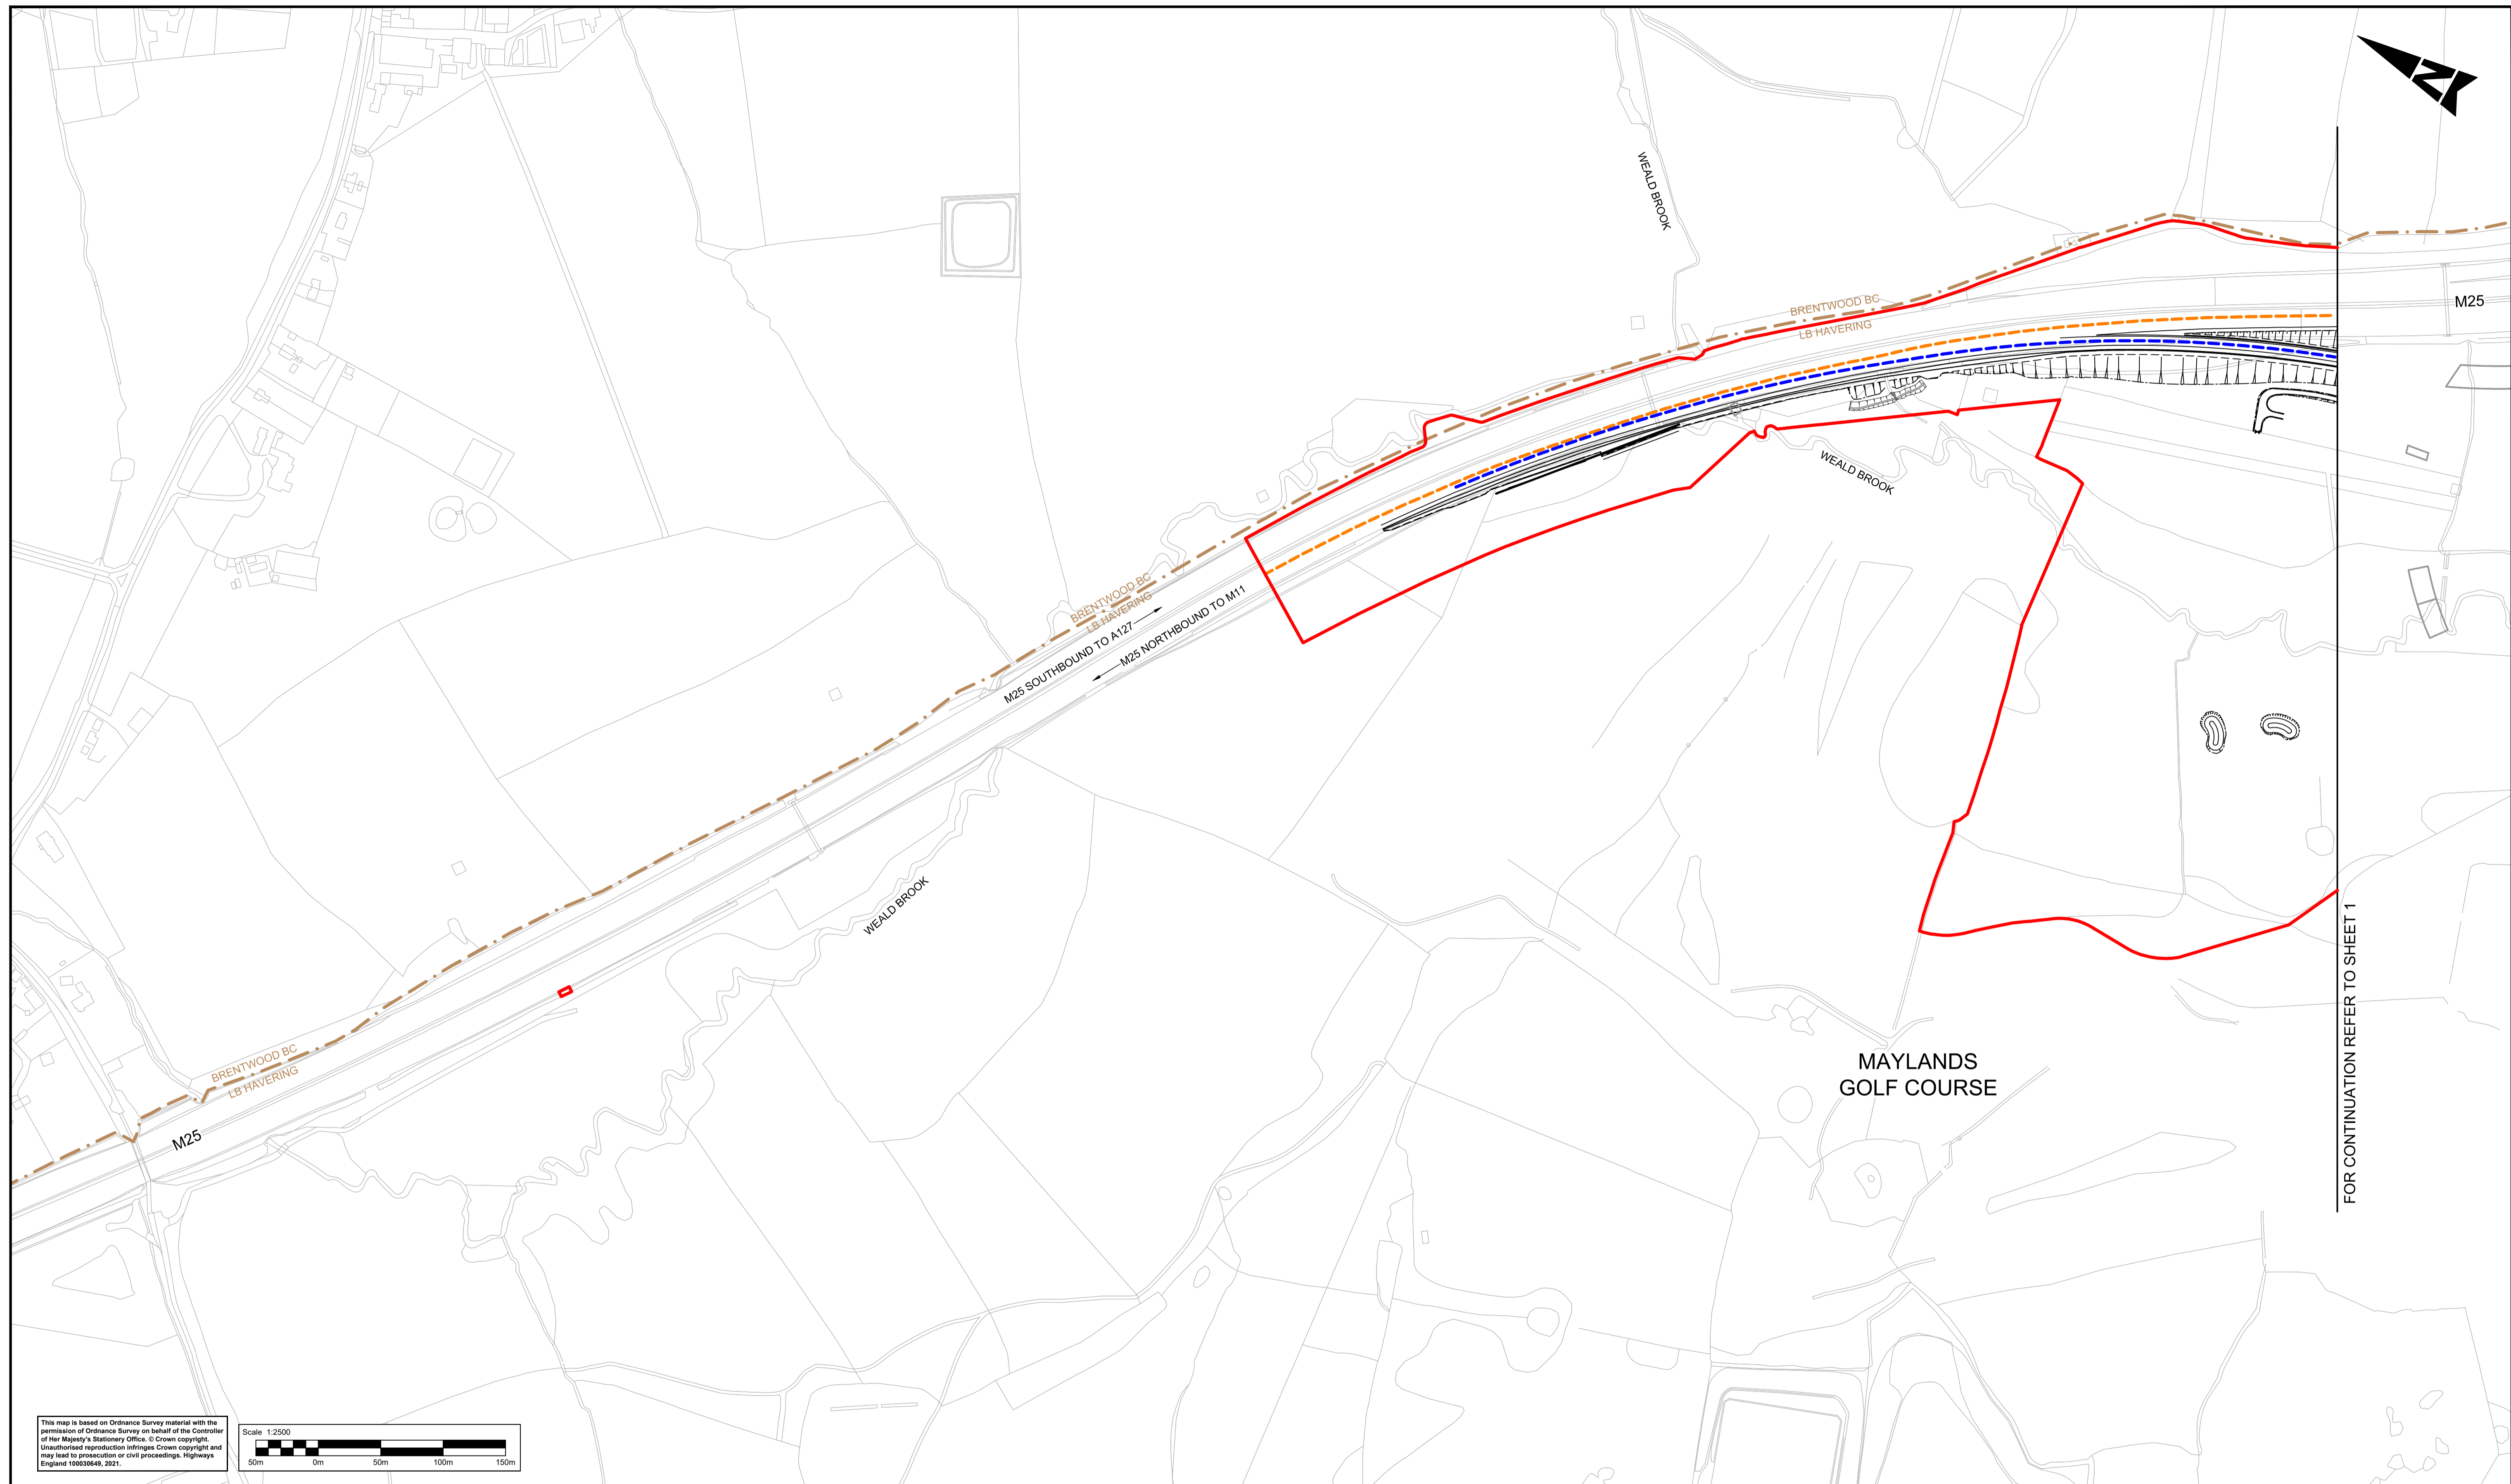 N
WEALD BROOK
BRENTWOOD BC
LB HAVERING
M25
WEALD BROOK
BRENTWOOD BC
LB HAVERING
M25 SOUTHBOUND TO A127
M25 NORTHBOUND TO M11
WEALD BROOK
BRENTWOOD BC
LB HAVERING
M25
MAYLANDS
GOLF COURSE
FOR CONTINUATION REFER TO SHEET 1
This map is based on Ordnance Survey material with the
permission of Ordnance Survey on behalf of the Controller
of Her Majesty's Stationery Office. © Crown copyright.
Unauthorised reproduction infringes Crown copyright and
may lead to prosecution or civil proceedings. Highways
England 100030649, 2021.
Scale 1:2500
50m 0m 50m 100m 150m